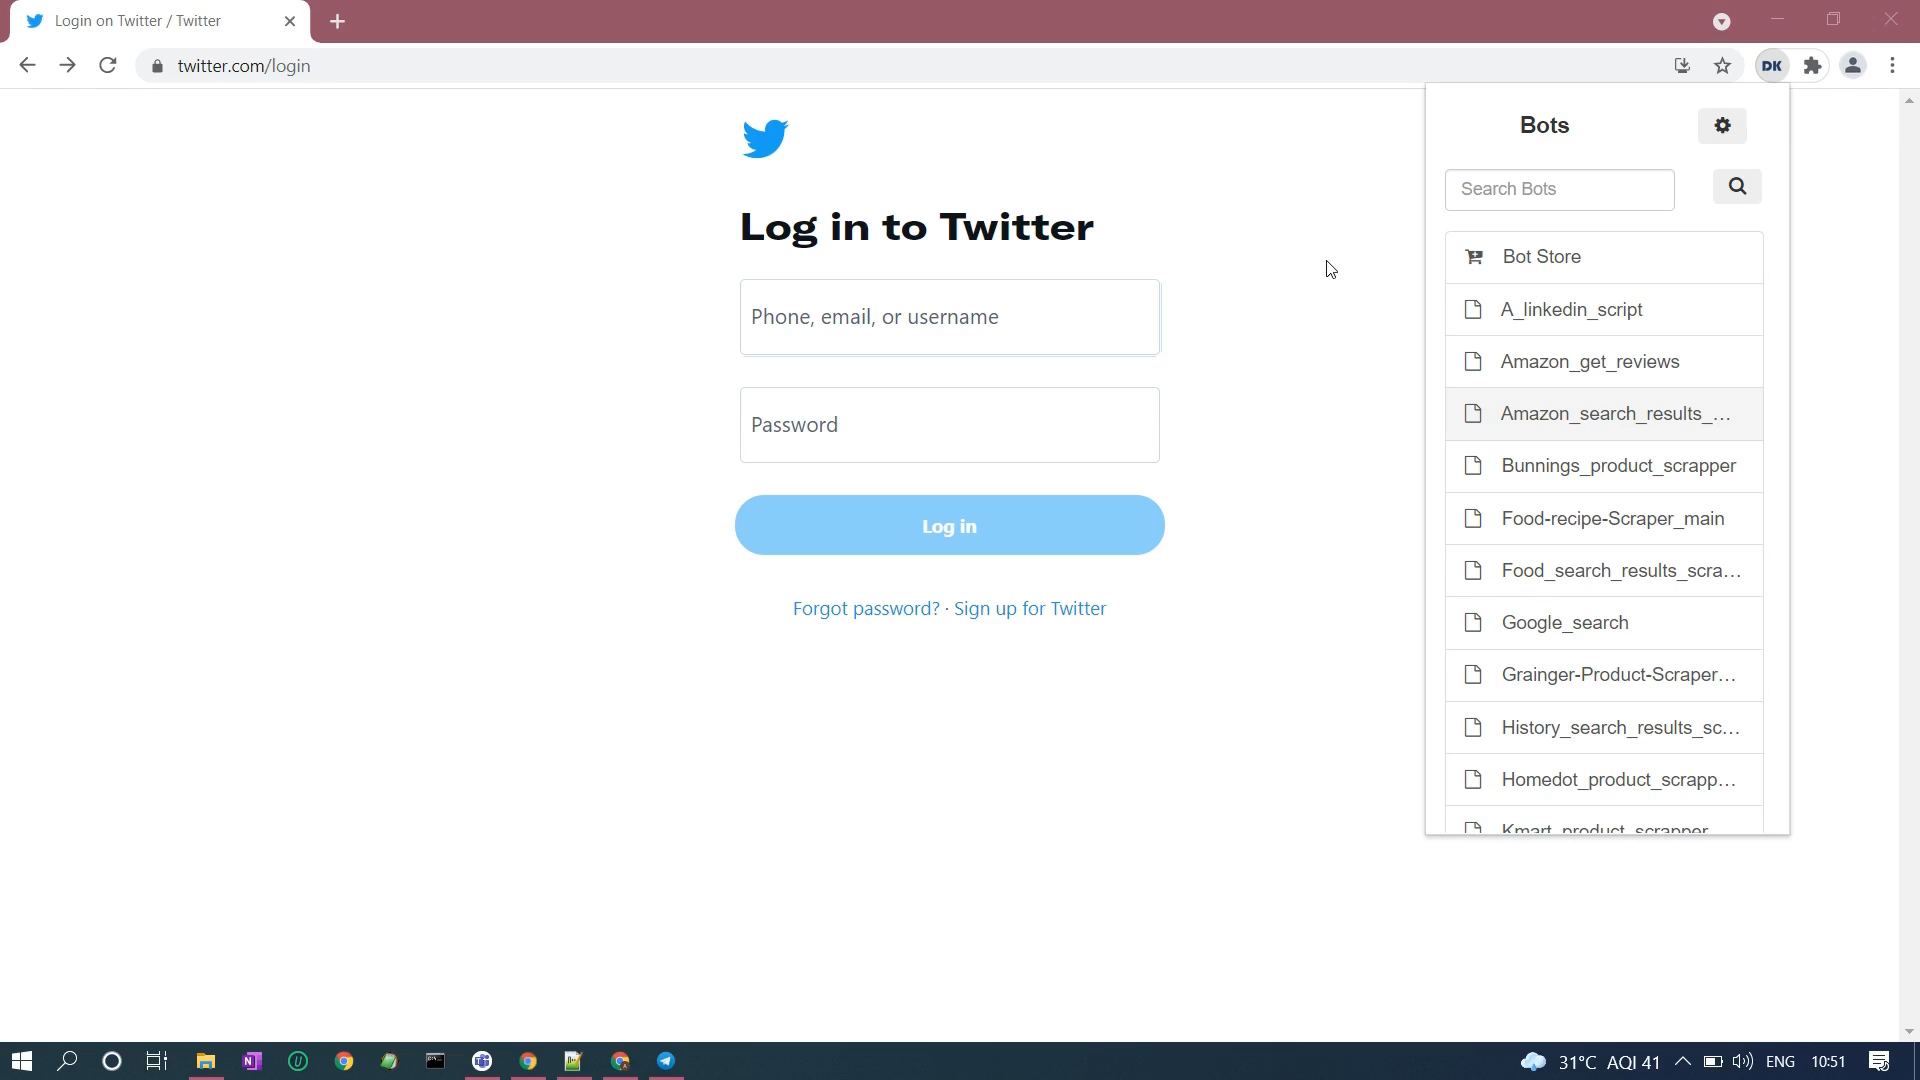 Login on Twitter / Twitter
twitter.com/login
DK
Log in to Twitter
Phone, email, or username
Password
Log in
Forgot password? · Sign up for Twitter
Bots
Search Bots
Bot Store
A_linkedin_script
Amazon_get_reviews
Amazon_search_results_...
Bunnings_product_scrapper
Food-recipe-Scraper_main
Food_search_results_scra...
Google_search
Grainger-Product-Scraper...
History_search_results_sc...
Homedot_product_scrapp...
Kmart_product_scrapper
31°C AQI 41 ENG 10:51